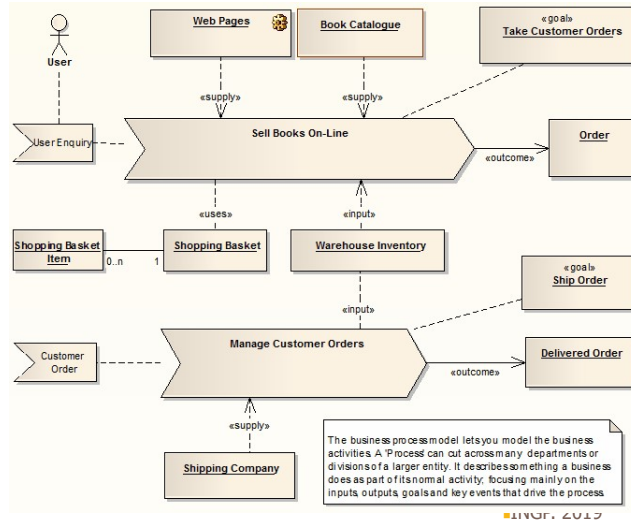 Web Pages
Book Catalogue
«goal»
Take Customer Orders
User
«supply»
«supply»
User Enquiry
Sell Books On-Line
Order
«outcome»
«uses»
«input»
Shopping Basket
Item
0..n
1
Shopping Basket
Warehouse Inventory
«goal»
Ship Order
«input»
Customer
Order
Manage Customer Orders
Delivered Order
«outcome»
«supply»
Shipping Company
The business process model lets you model the business
activities. A 'Process' can cut across many departments or
divisions of a larger entity. It describes something a business
does as part of its normal activity; focusing mainly on the
inputs, outputs, goals and key events that drive the process.
2019